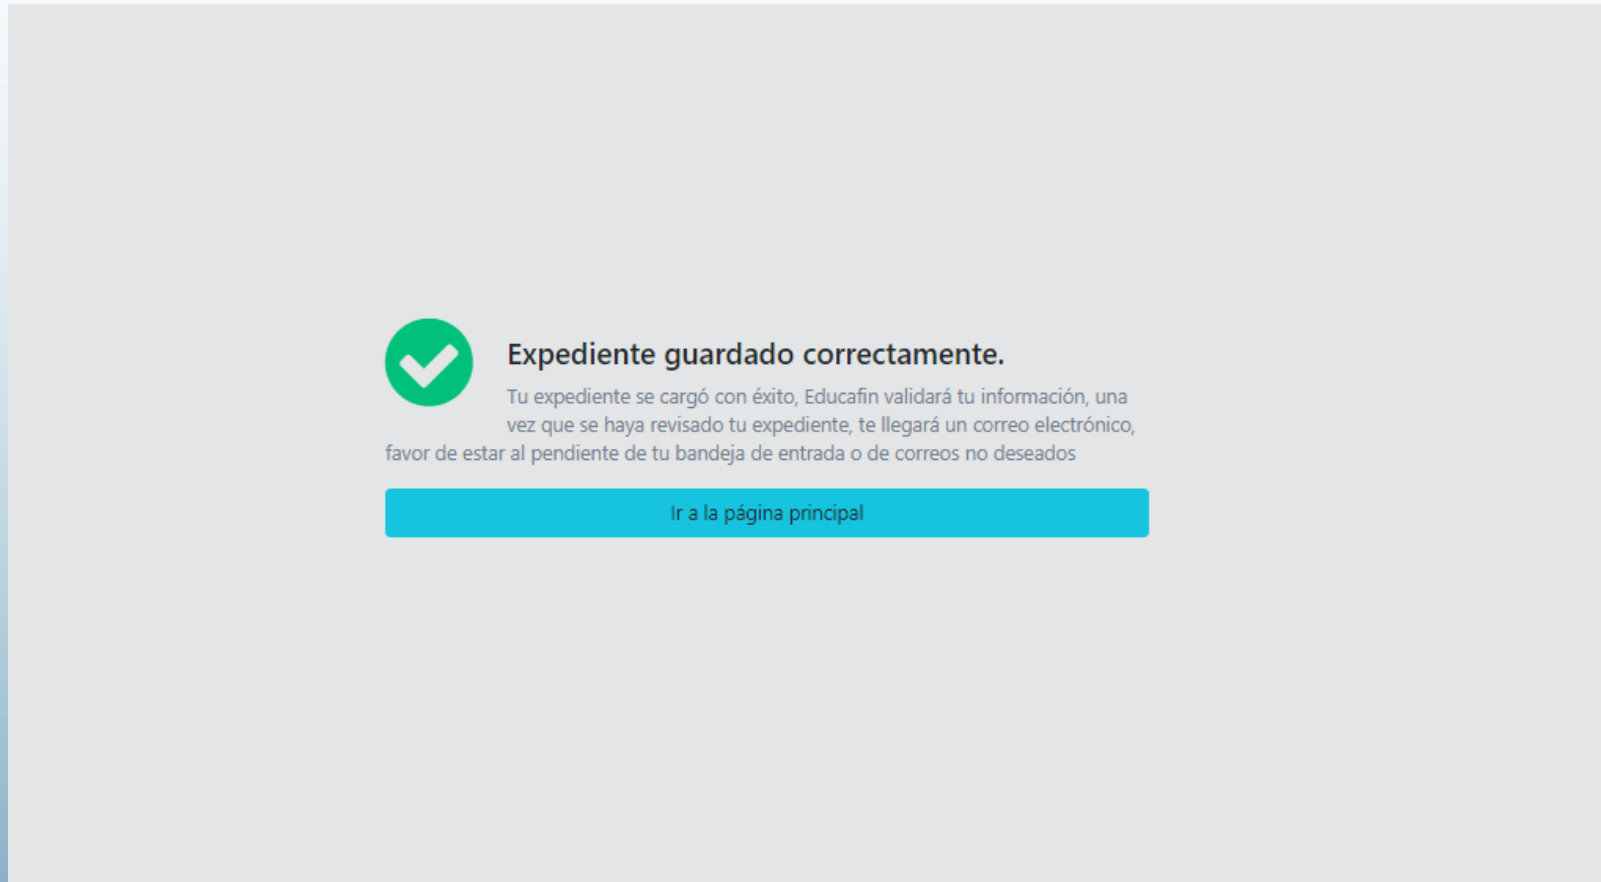 Expediente guardado correctamente.
Tu expediente se cargó con éxito, Educafin validará tu información, una
vez que se haya revisado tu expediente, te llegará un correo electrónico,
favor de estar al pendiente de tu bandeja de entrada o de correos no deseados
Ir a la página principal